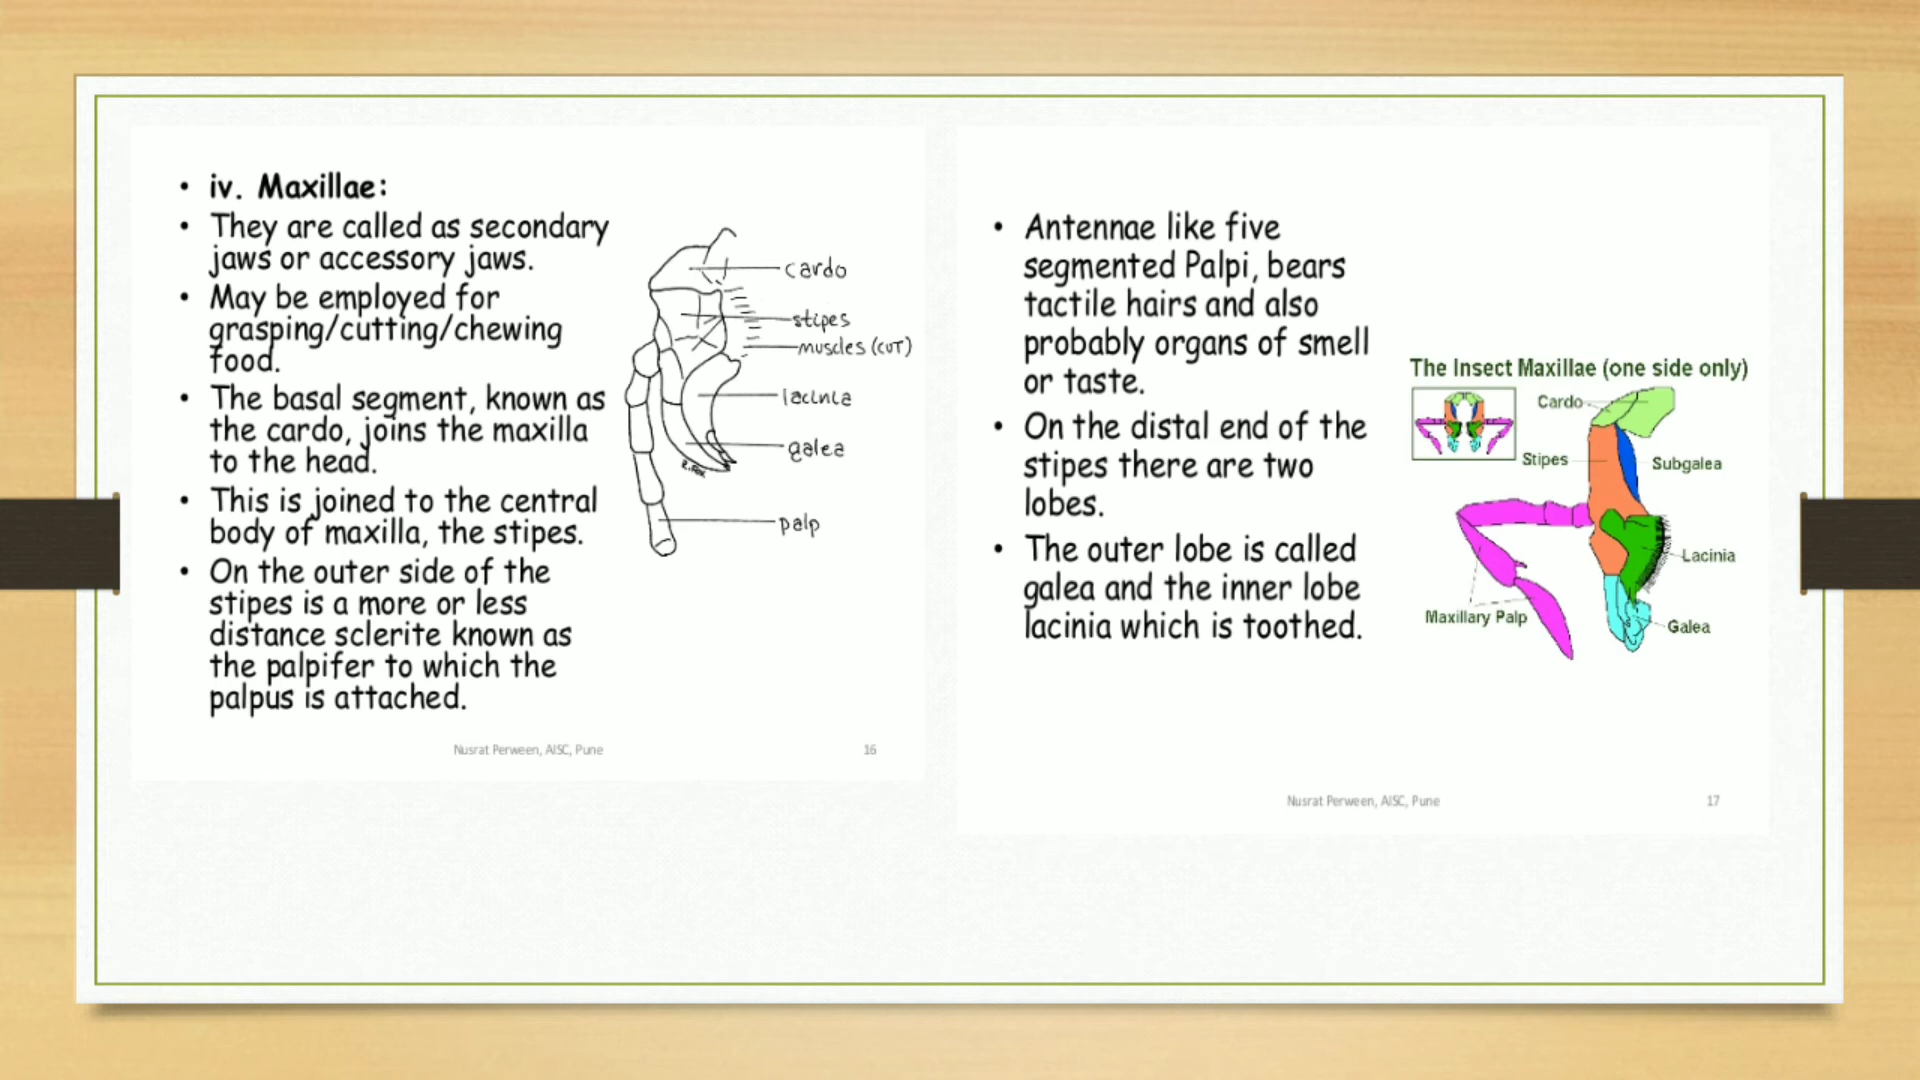 iv. Maxillae:
They are called as secondary
jaws or accessory jaws.
May be employed for
grasping/cutting/chewing
food.
The basal segment, known as
the cardo, joins the maxilla
to the head.
This is joined to the central
body of maxilla, the stipes.
On the outer side of the
stipes is a more or less
distance sclerite known as
the palpifer to which the
palpus is attached.
cardo
stipes
muscles (CUT)
lacinia
galea
palp
Nusrat Perween, AISC, Pune
16
Antennae like five
segmented Palpi, bears
tactile hairs and also
probably organs of smell
or taste.
On the distal end of the
stipes there are two
lobes.
The outer lobe is called
galea and the inner lobe
lacinia which is toothed.
The Insect Maxillae (one side only)
Cardo
Stipes
Subgalea
Lacinia
Maxillary Palp
Galea
Nusrat Perween, AISC, Pune
17